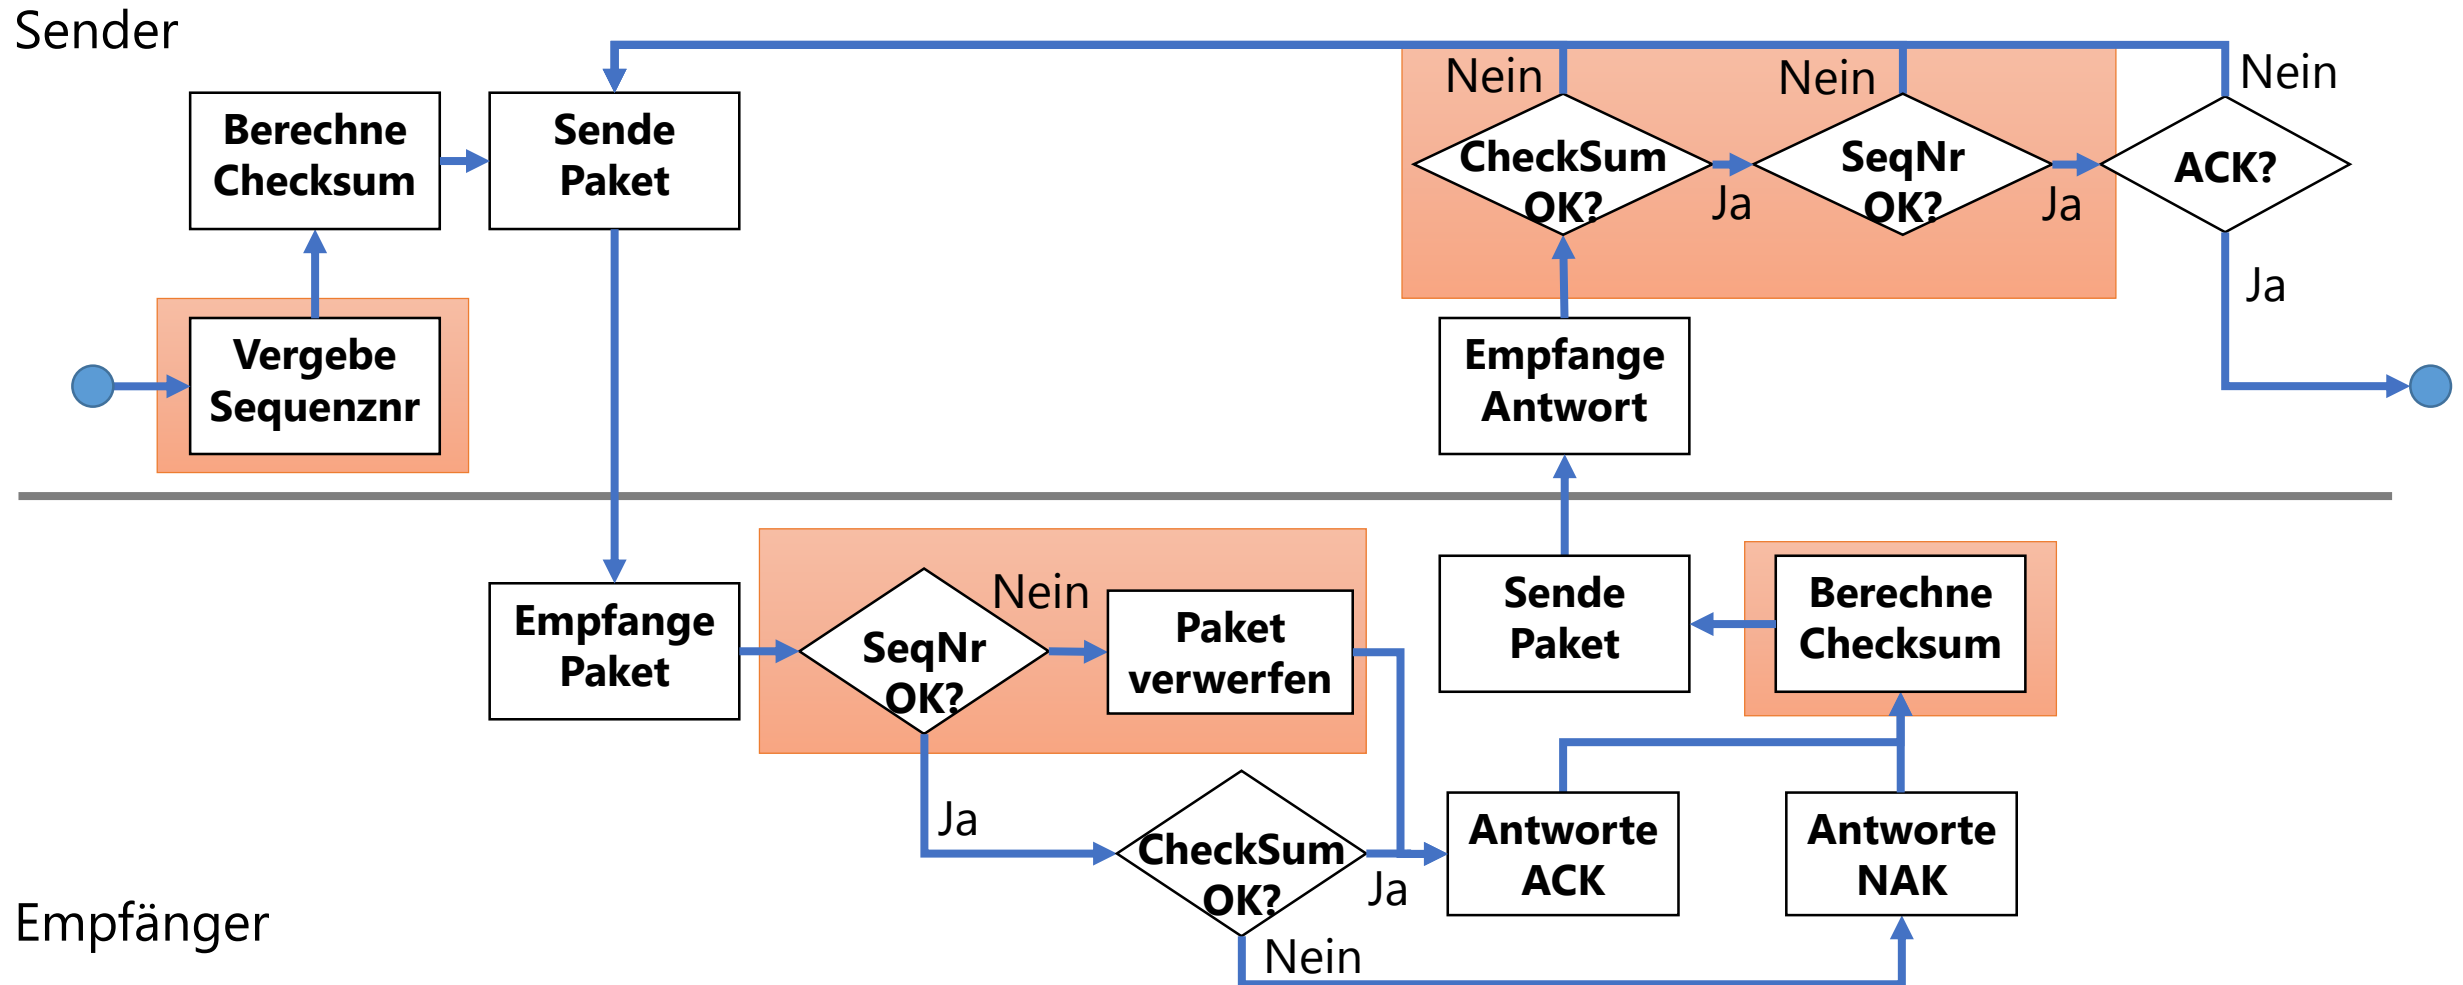 Sender
Berechne
Checksum
Sende
Paket
Nein
CheckSum
OK?
Ja
Nein
SeqNr
OK?
Ja
Nein
ACK?
Ja
Vergebe
Sequenznr
Empfange
Antwort
Empfange
Paket
SeqNr
OK?
Nein
Paket
verwerfen
Sende
Paket
Berechne
Checksum
Ja
CheckSum
OK?
Ja
Nein
Antworte
ACK
Antworte
NAK
Empfänger